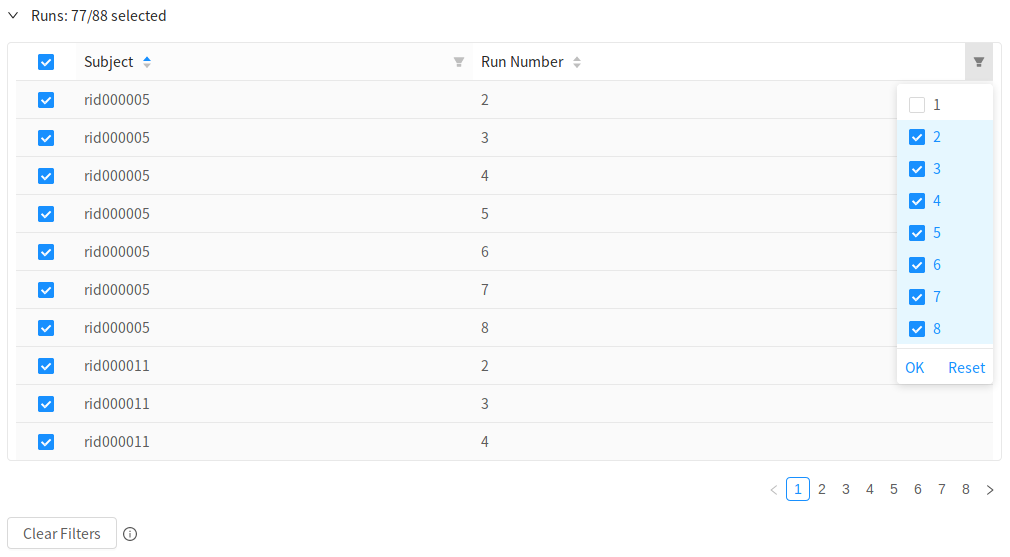 Runs: 77/88 selected
Subject Run Number
rid000005 2
1
rid000005 3
2
rid000005 4
3
rid000005 5
4
rid000005 6
5
rid000005 7
6
rid000005 8
7
8
rid000011 2
OK Reset
rid000011 3
rid000011 4
1 2 3 4 5 6 7 8
Clear Filters